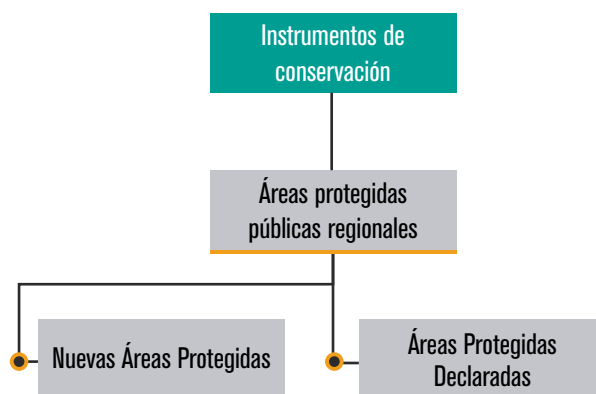 Instrumentos de
conservación
Áreas protegidas
públicas regionales
Nuevas Áreas Protegidas
Áreas Protegidas
Declaradas